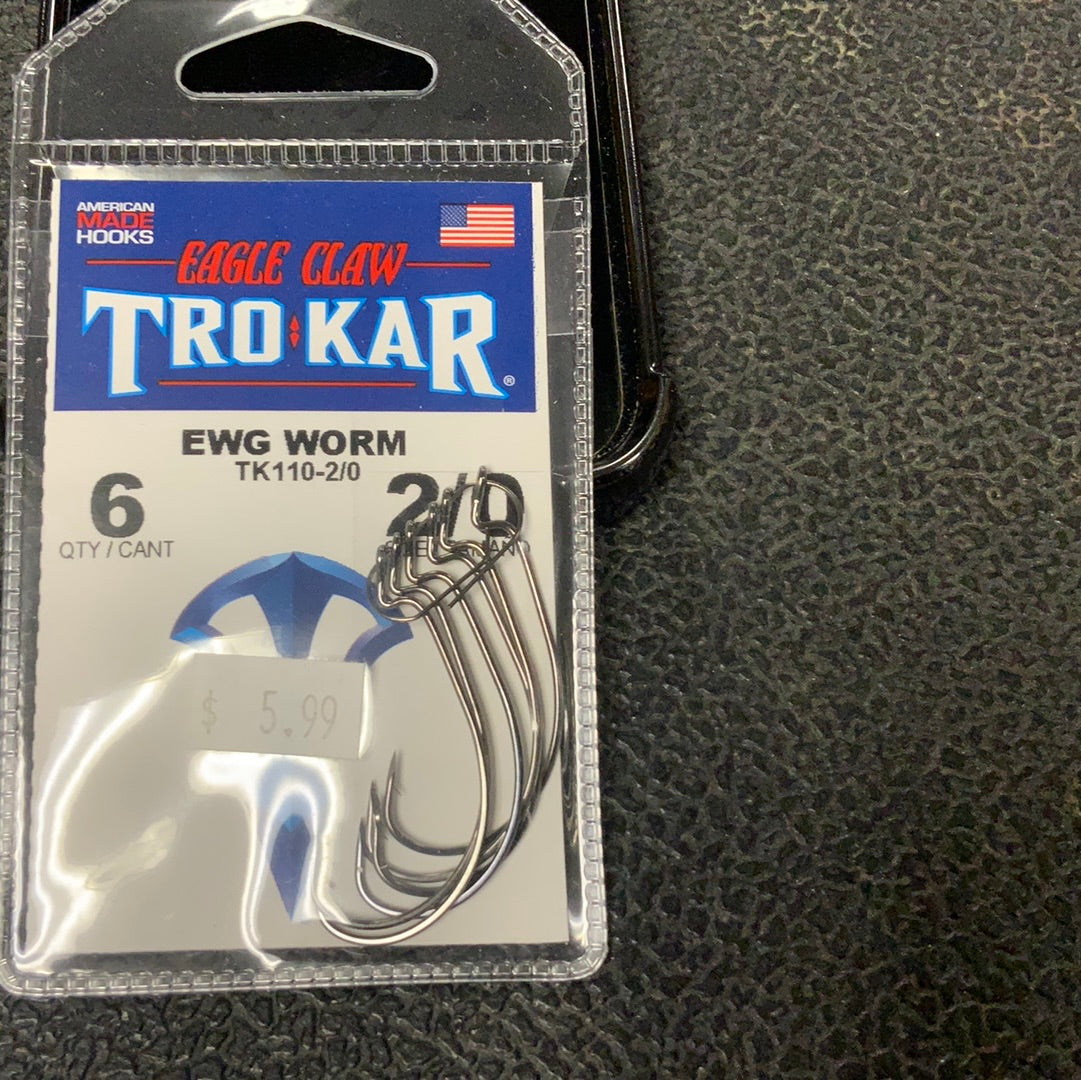 AMERICAN
MADE
HOOKS
EAGLE CLAW
TRO KAR ®
EWG WORM
TK110-2/0
6 2/0
QTY / CANT
$ 5.99